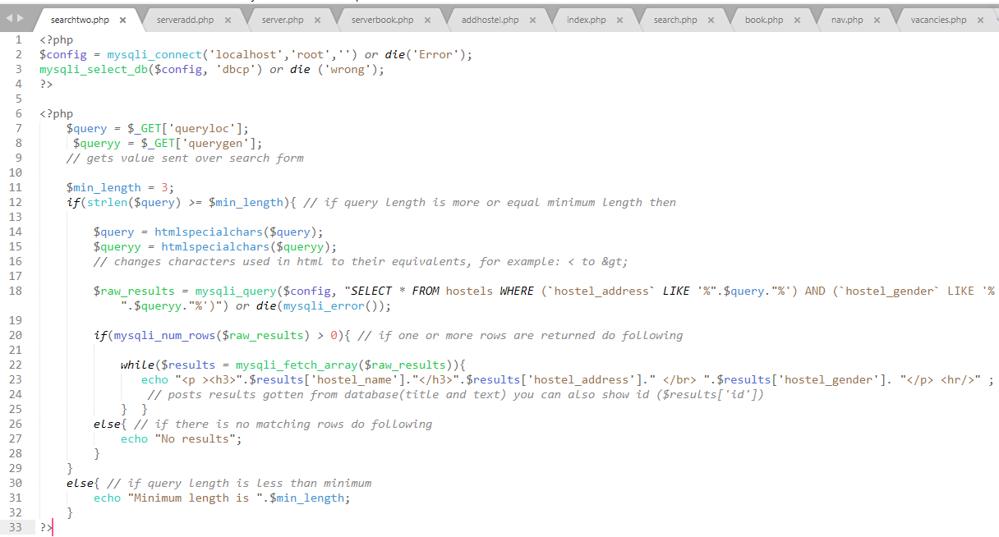 searchtwo.php × serveradd.php × server.php × serverbook.php × addhostel.php × index.php × search.php × book.php × nav.php × vacancies.php ×
1 <?php
2 $config = mysqli_connect('localhost','root','') or die('Error');
3 mysqli_select_db($config, 'dbcp') or die ('wrong');
4 ?>
5
6 <?php
7 $query = $_GET['queryloc'];
8 $queryy = $_GET['querygen'];
9 // gets value sent over search form
10
11 $min_length = 3;
12 if(strlen($query) >= $min_length){ // if query length is more or equal minimum length then
13
14 $query = htmlspecialchars($query);
15 $queryy = htmlspecialchars($queryy);
16 // changes characters used in html to their equivalents, for example: < to &gt;
17
18 $raw_results = mysqli_query($config, "SELECT * FROM hostels WHERE (`hostel_address` LIKE '%".$query."%') AND (`hostel_gender` LIKE '%
".$queryy."%')") or die(mysqli_error());
19
20 if(mysqli_num_rows($raw_results) > 0){ // if one or more rows are returned do following
21
22 while($results = mysqli_fetch_array($raw_results)){
23 echo "<p ><h3>".$results['hostel_name']."</h3>".$results['hostel_address']." </br> ".$results['hostel_gender']. "</p> <hr/>" ;
24 // posts results gotten from database(title and text) you can also show id ($results['id'])
25 } }
26 else{ // if there is no matching rows do following
27 echo "No results";
28 }
29 }
30 else{ // if query length is less than minimum
31 echo "Minimum length is ".$min_length;
32 }
33 ?>